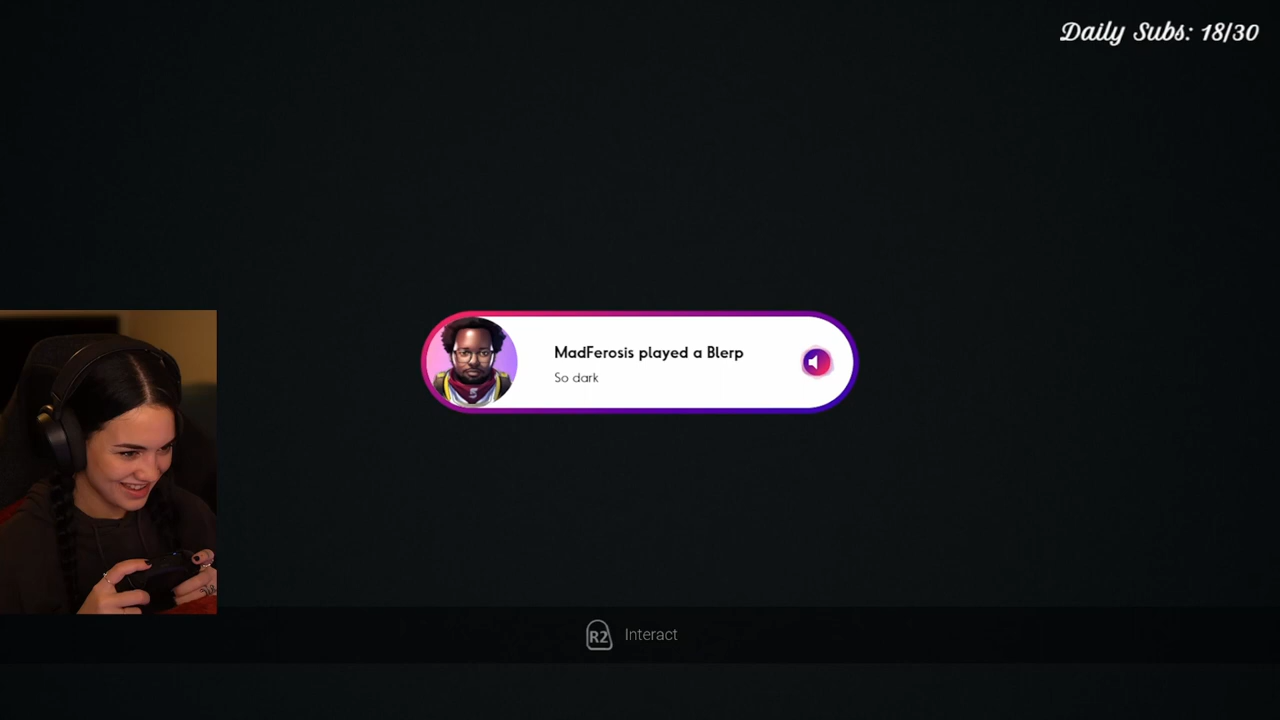 Daily Subs: 18/30
MadFerosis played a Blerp
So dark
R2 Interact